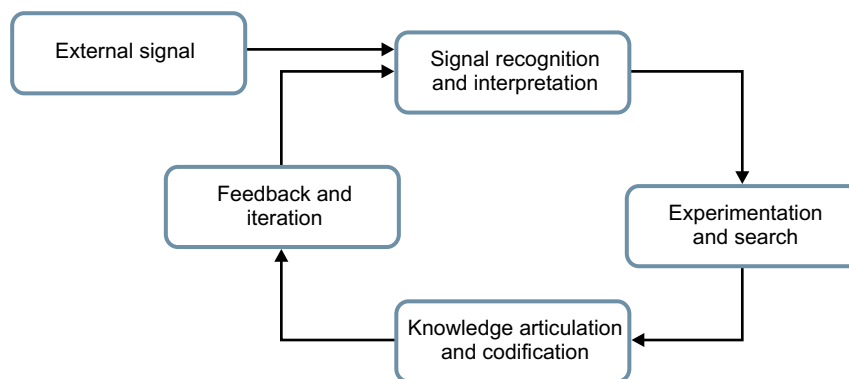 External signal
Signal recognition
and interpretation
Experimentation
and search
Knowledge articulation
and codification
Feedback and
iteration